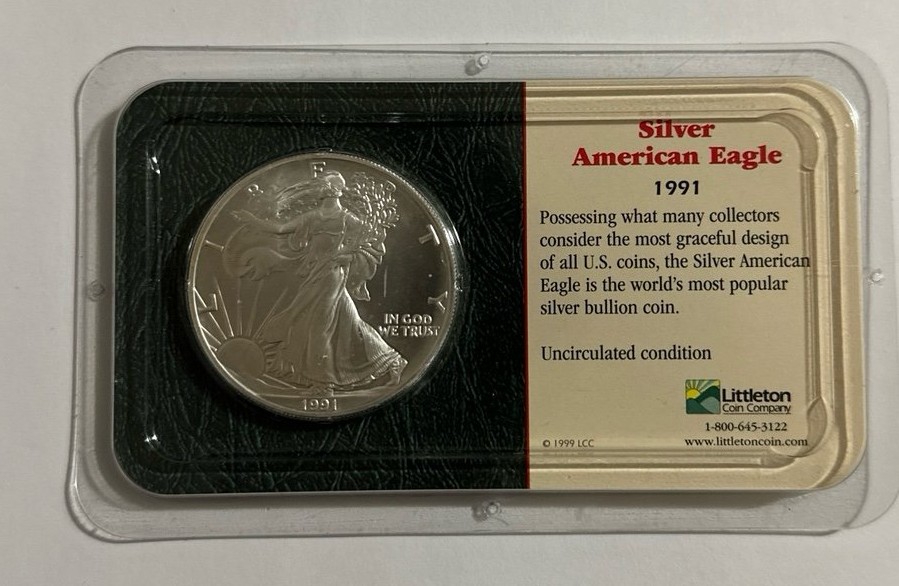 LIBERTY
IN GOD
WE TRUST
1991
Silver
American Eagle
1991
Possessing what many collectors
consider the most graceful design
of all U.S. coins, the Silver American
Eagle is the world's most popular
silver bullion coin.
Uncirculated condition
Littleton
Coin Company
1-800-645-3122
© 1999 LCC
www.littletoncoin.com